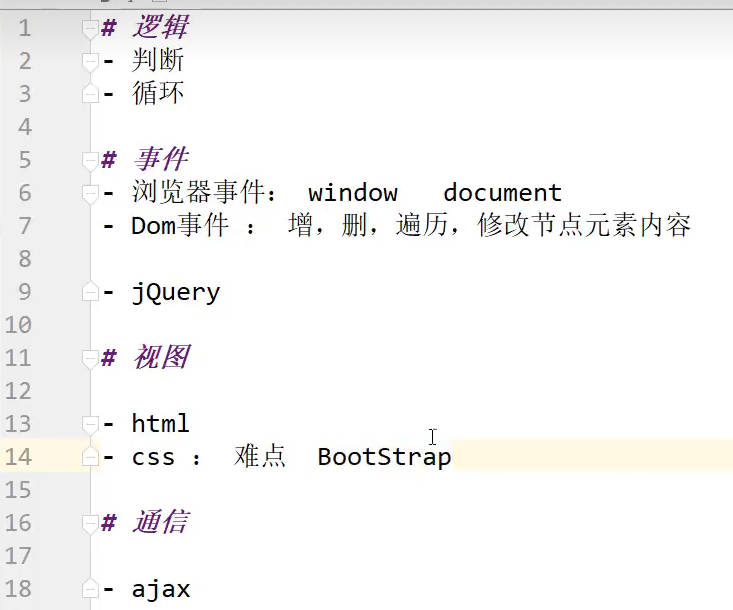 1 # 逻辑
2 - 判断
3 - 循环
4
5 # 事件
6 - 浏览器事件： window document
7 - Dom事件 ： 增，删，遍历，修改节点元素内容
8
9 - jQuery
10
11 # 视图
12
13 - html
14 - css ： 难点 BootStrap
15
16 # 通信
17
18 - ajax